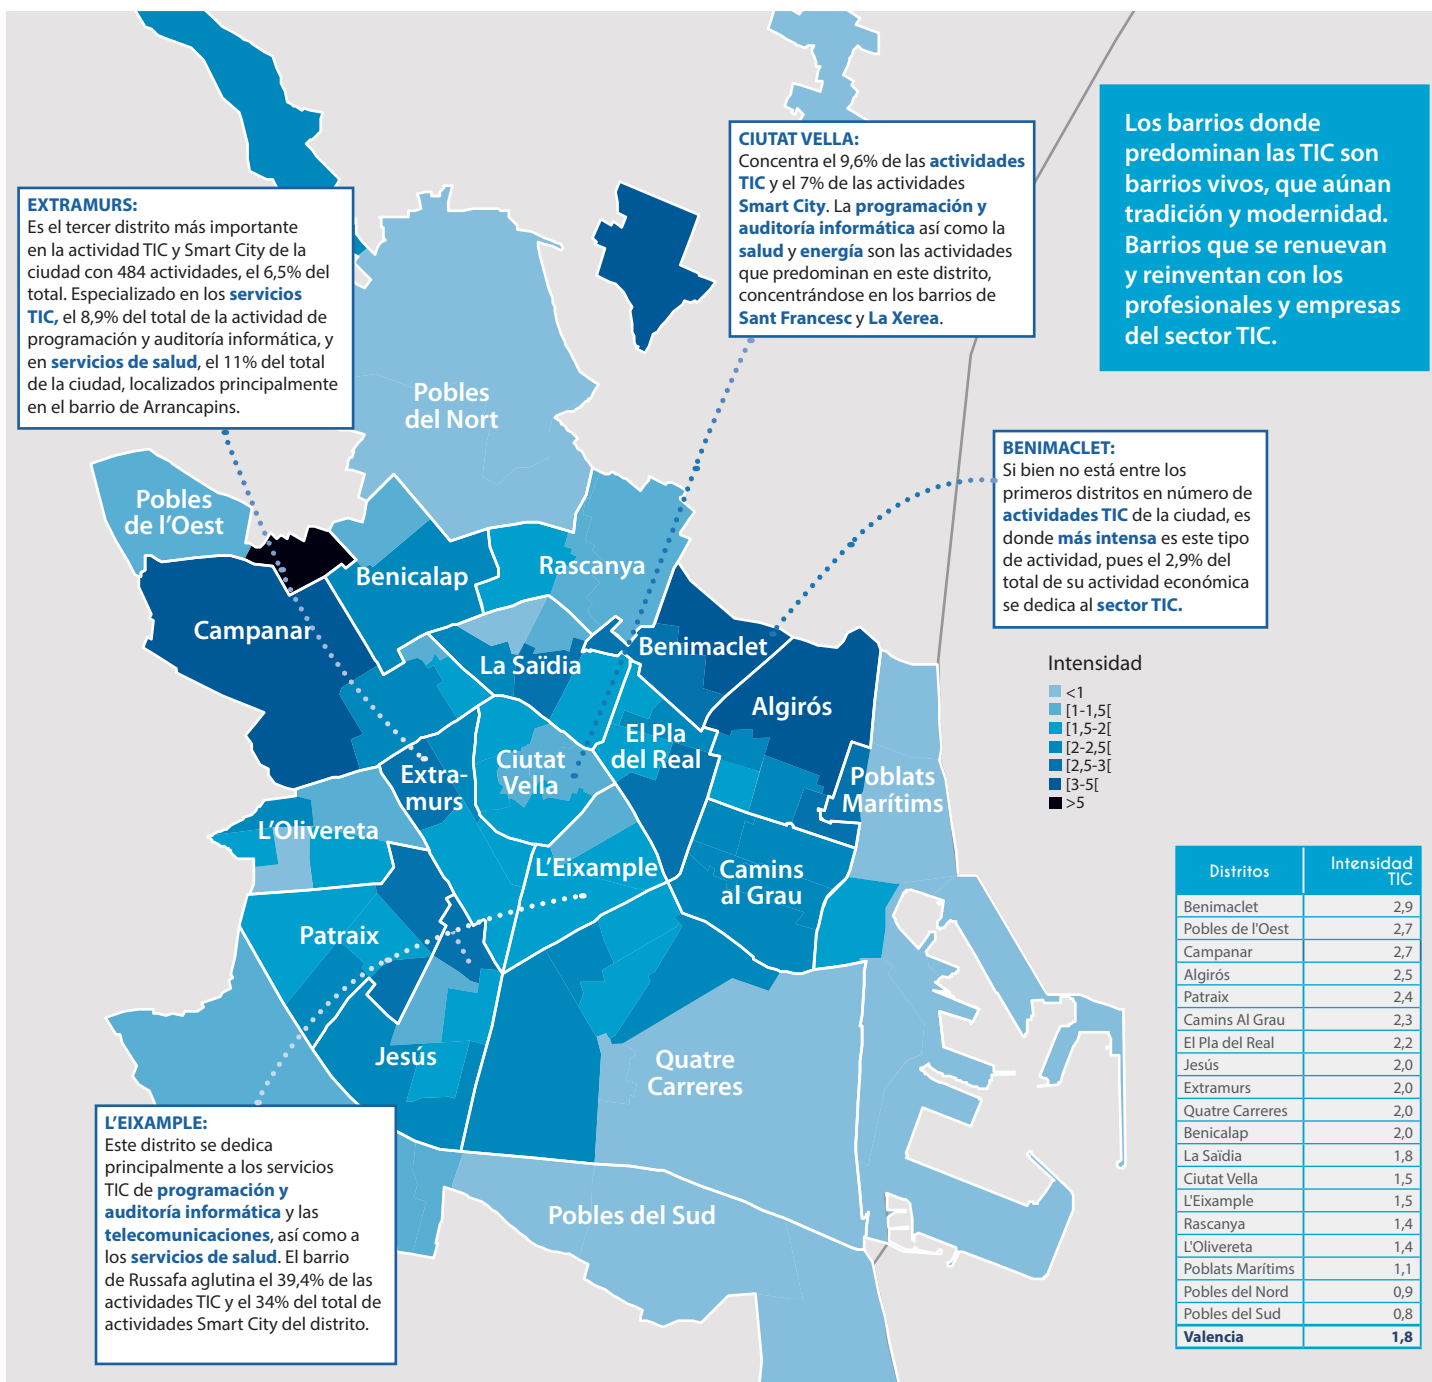 CIUTAT VELLA:
Concentra el 9,6% de las actividades
TIC y el 7% de las actividades
Smart City. La programación y
auditoría informática así como la
salud y energía son las actividades
que predominan en este distrito,
concentrándose en los barrios de
Sant Francesc y La Xerea.
Los barrios donde
predominan las TIC son
barrios vivos, que aúnan
tradición y modernidad.
Barrios que se renuevan
y reinventan con los
profesionales y empresas
del sector TIC.
EXTRAMURS:
Es el tercer distrito más importante
en la actividad TIC y Smart City de la
ciudad con 484 actividades, el 6,5% del
total. Especializado en los servicios
TIC, el 8,9% del total de la actividad de
programación y auditoría informática, y
en servicios de salud, el 11% del total
de la ciudad, localizados principalmente
en el barrio de Arrancapins.
BENIMACLET:
Si bien no está entre los
primeros distritos en número de
actividades TIC de la ciudad, es
donde más intensa es este tipo
de actividad, pues el 2,9% del
total de su actividad económica
se dedica al sector TIC.
Pobles
del Nort
Pobles
de l'Oest
Benicalap
Rascanya
Campanar
La Saïdia
Benimaclet
Algirós
El Pla
del Real
Ciutat
Vella
Extra-
murs
Poblats
Marítims
L'Olivereta
L'Eixample
Camins
al Grau
Patraix
Jesús
Quatre
Carreres
Pobles del Sud
Intensidad
<1
[1-1,5[
[1,5-2[
[2-2,5[
[2,5-3[
[3-5[
>5
L'EIXAMPLE:
Este distrito se dedica
principalmente a los servicios
TIC de programación y
auditoría informática y las
telecomunicaciones, así como a
los servicios de salud. El barrio
de Russafa aglutina el 39,4% de las
actividades TIC y el 34% del total de
actividades Smart City del distrito.
Distritos Intensidad
TIC
Benimaclet 2,9
Pobles de l'Oest 2,7
Campanar 2,7
Algirós 2,5
Patraix 2,4
Camins Al Grau 2,3
El Pla del Real 2,2
Jesús 2,0
Extramurs 2,0
Quatre Carreres 2,0
Benicalap 2,0
La Saïdia 1,8
Ciutat Vella 1,5
L'Eixample 1,5
Rascanya 1,4
L'Olivereta 1,4
Poblats Marítims 1,1
Pobles del Nord 0,9
Pobles del Sud 0,8
Valencia 1,8